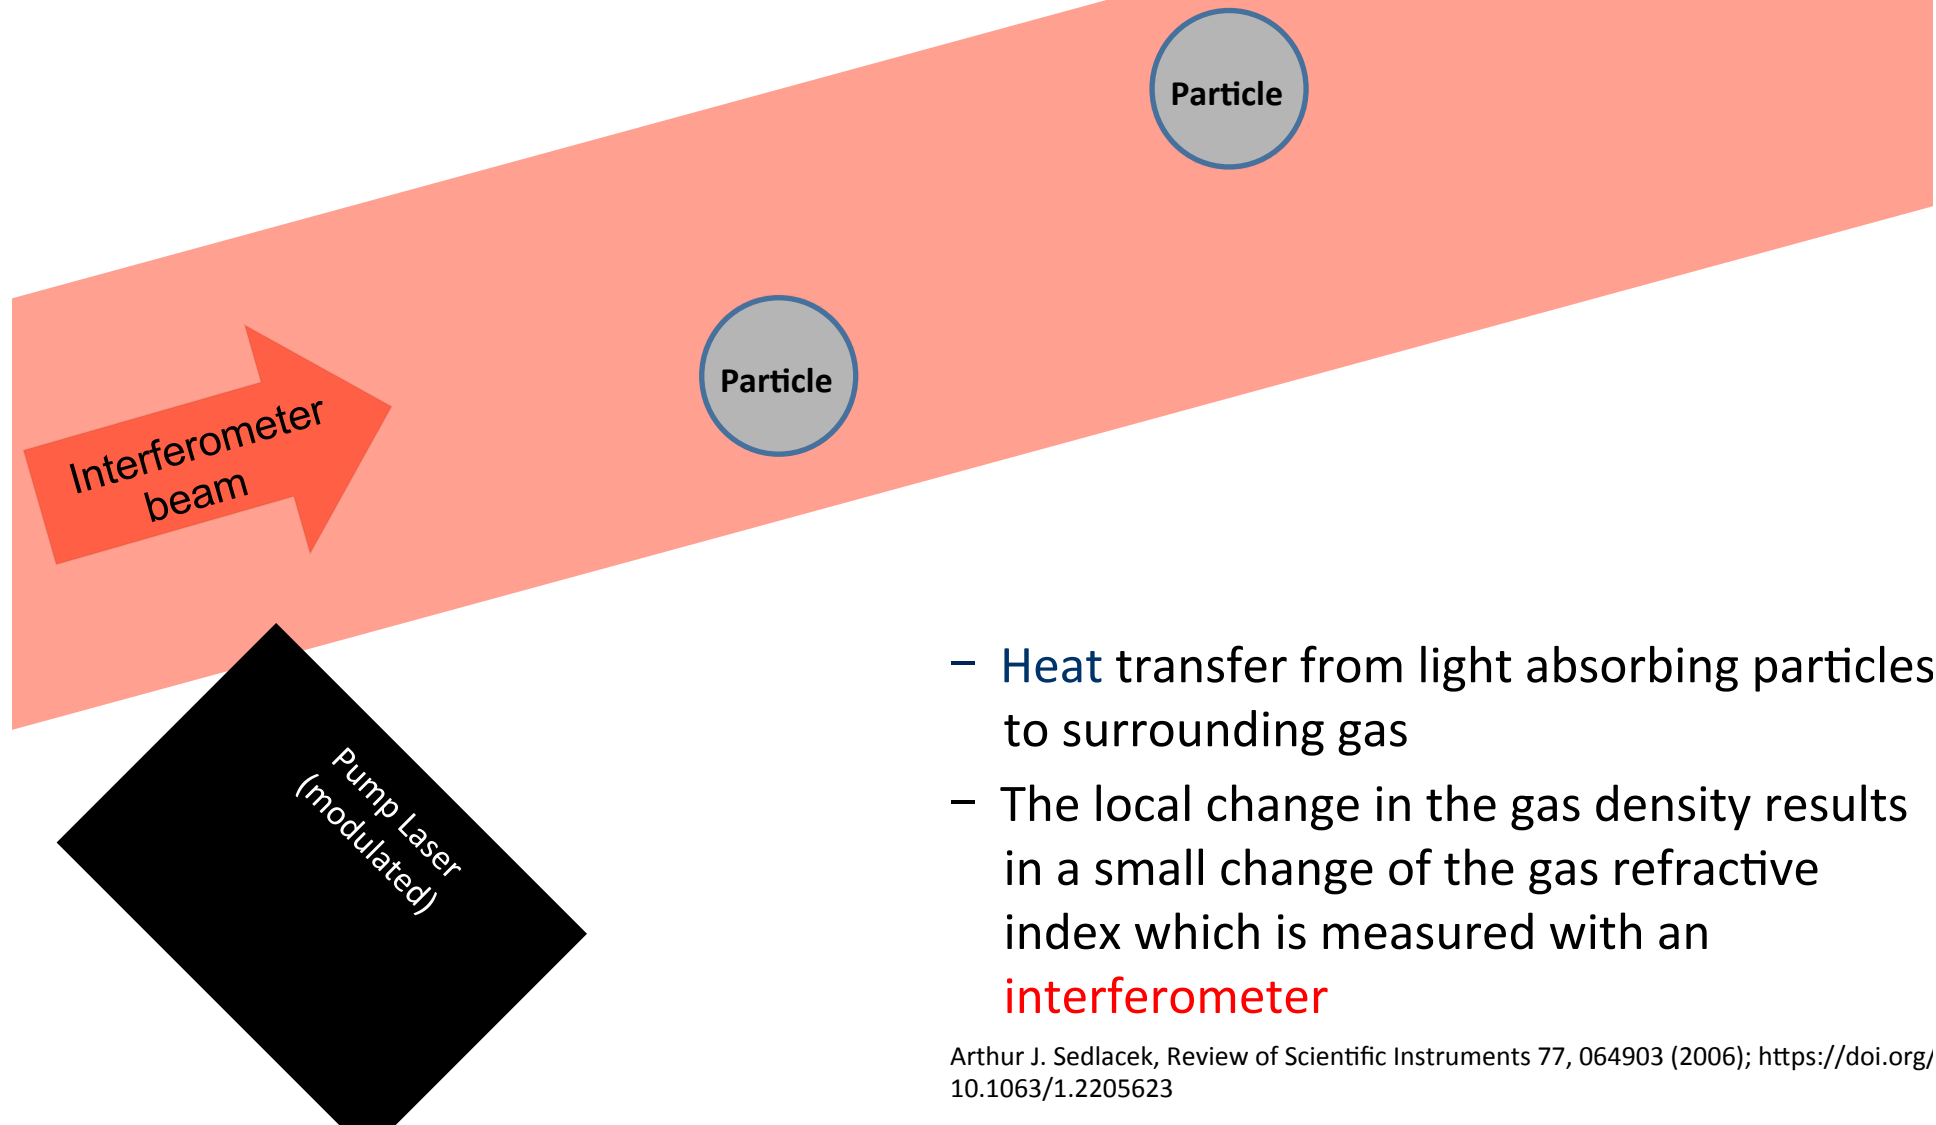 Particle
Particle
Interferometer
beam
Pump Laser
(modulated)
– Heat transfer from light absorbing particles
to surrounding gas
– The local change in the gas density results
in a small change of the gas refractive
index which is measured with an
interferometer
Arthur J. Sedlacek, Review of Scientific Instruments 77, 064903 (2006); https://doi.org/
10.1063/1.2205623